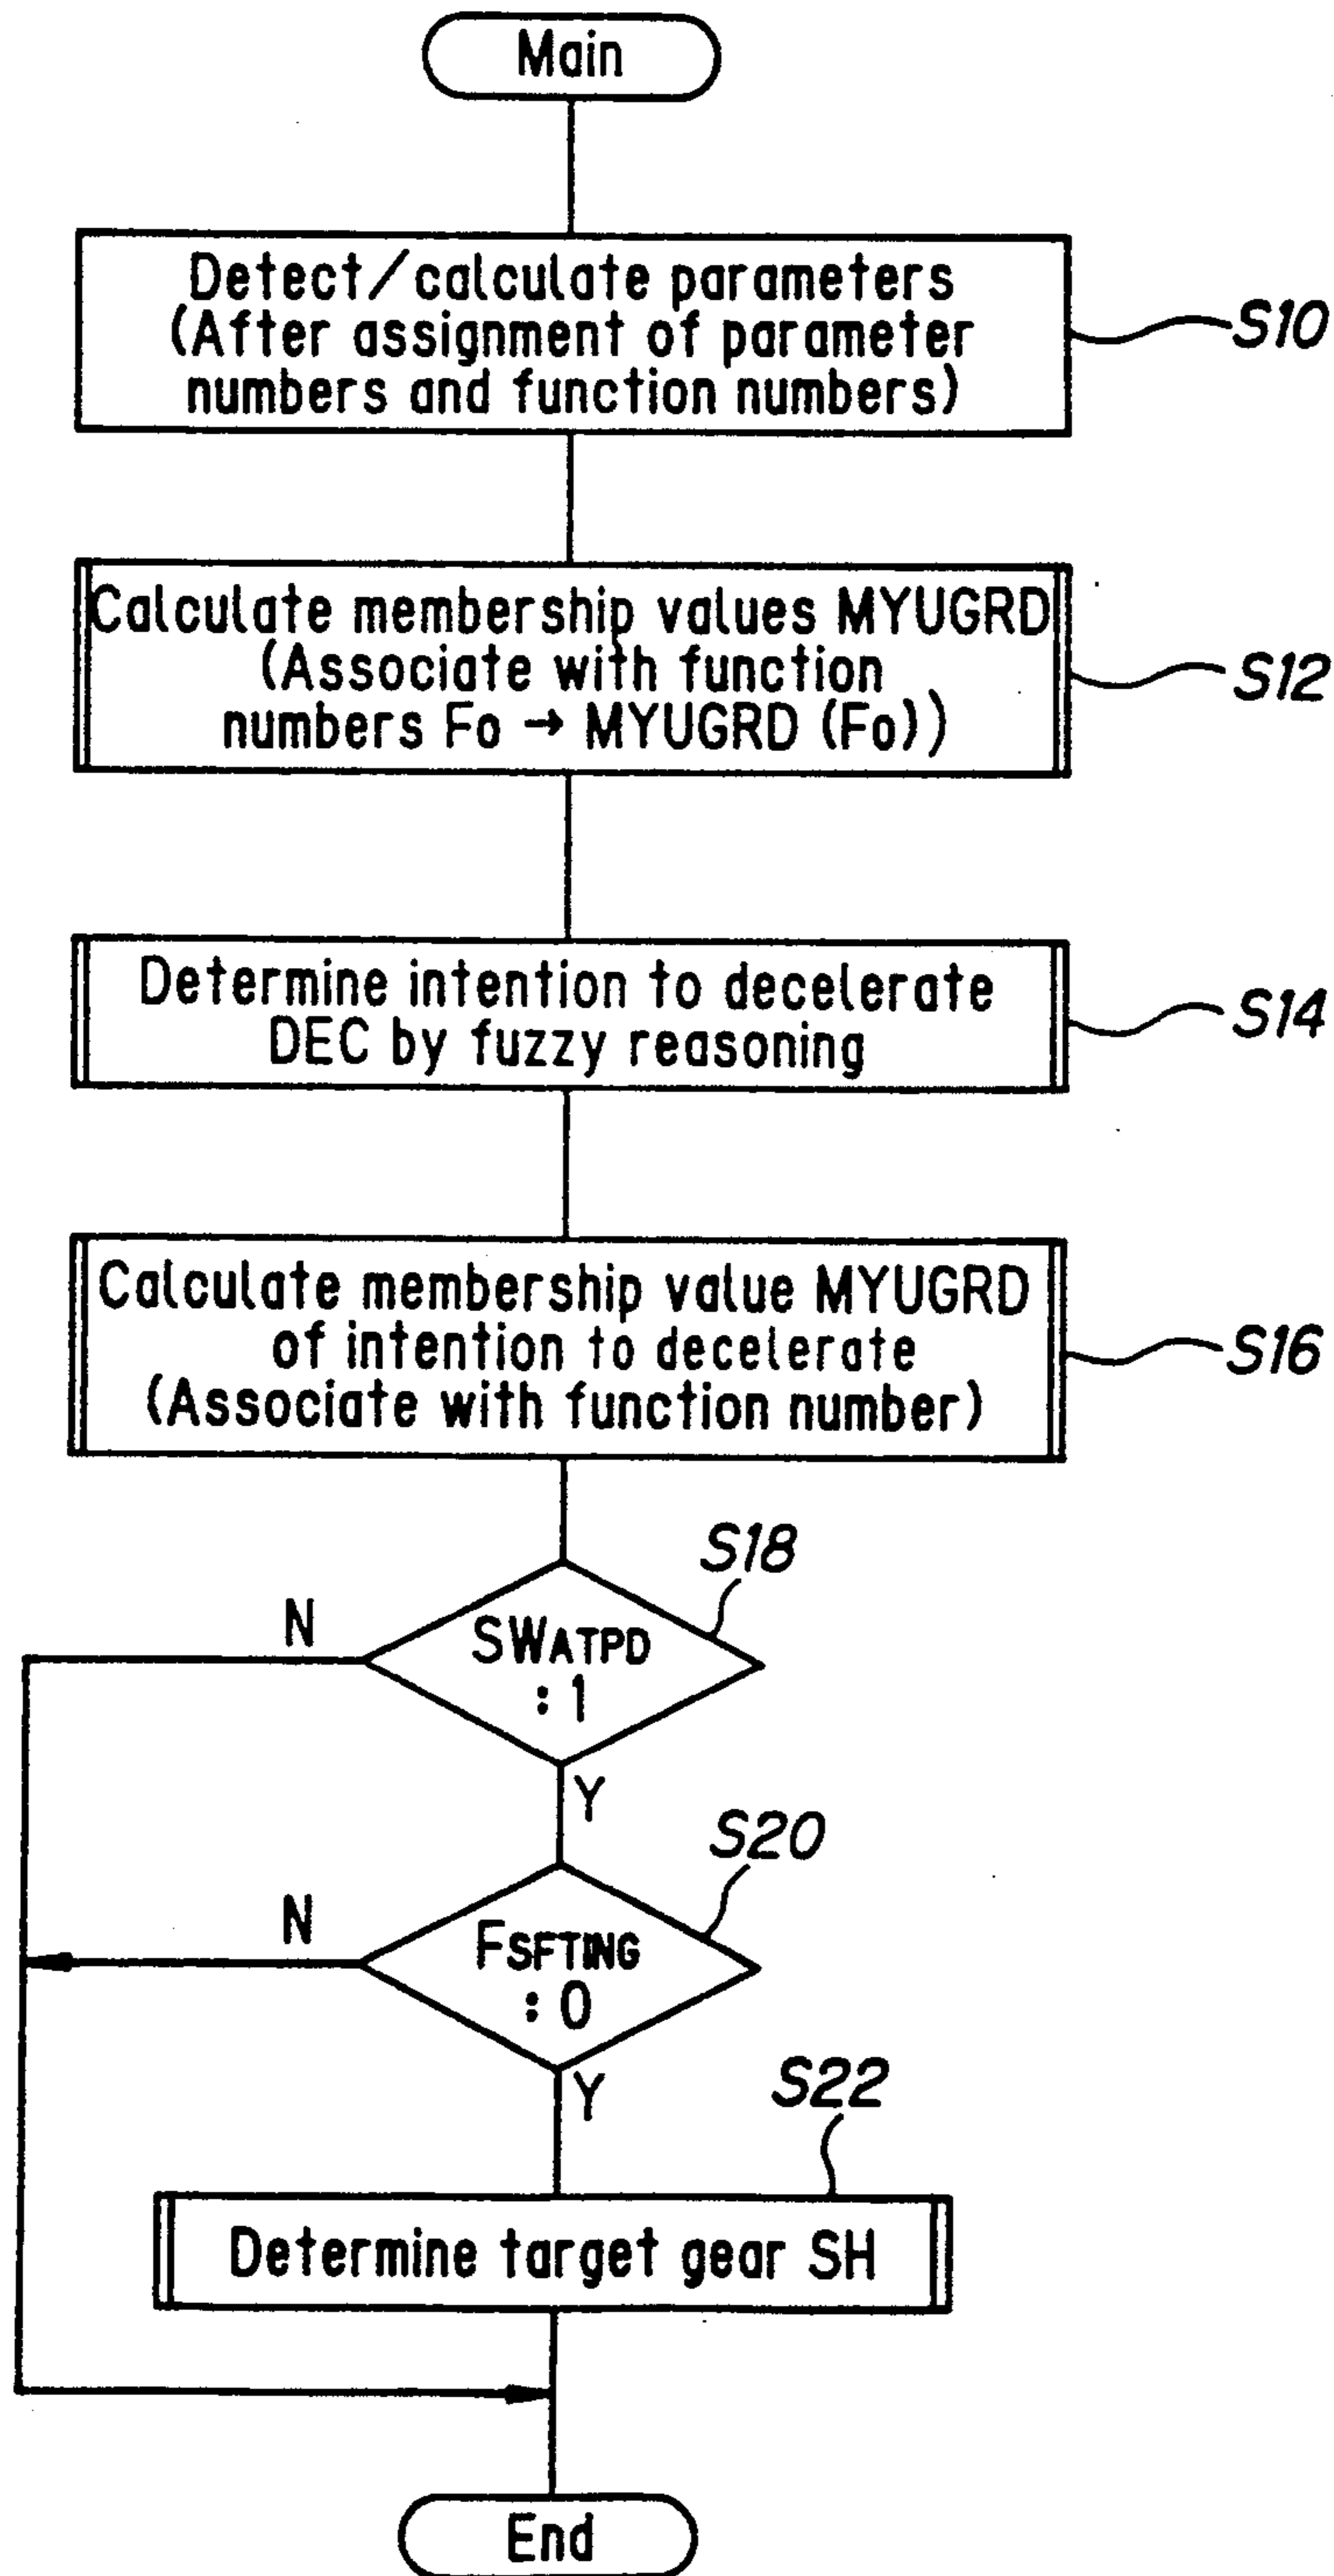 Main
Detect/calculate parameters
(After assignment of parameter
numbers and function numbers)
S10
Calculate membership values MYUGRD
(Associate with function
numbers Fo → MYUGRD (Fo))
S12
Determine intention to decelerate
DEC by fuzzy reasoning
S14
Calculate membership value MYUGRD
of intention to decelerate
(Associate with function number)
S16
S18
N
SWATPD
: 1
Y
S20
N
FSFTING
: 0
Y
S22
Determine target gear SH
End